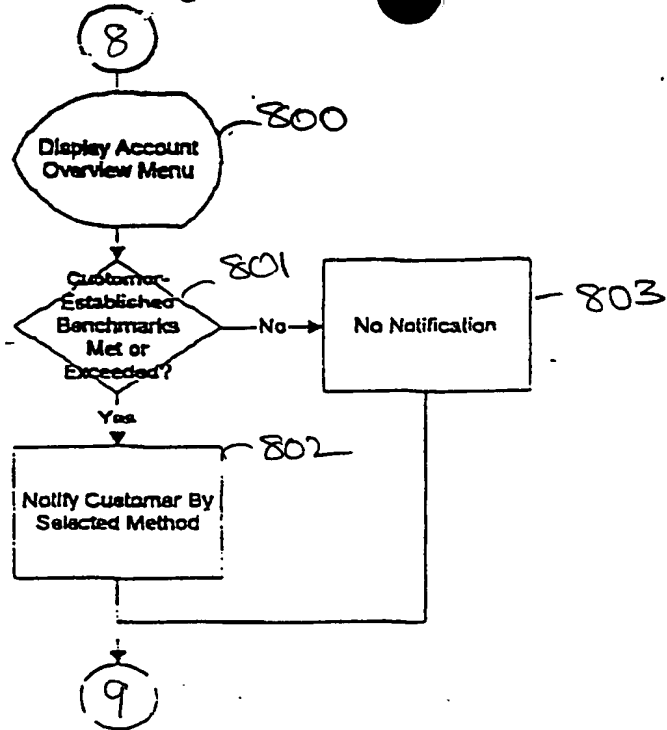 8
800
Display Account
Overview Menu
801
Customer-
Established
Benchmarks
Met or
Exceeded?
No
No Notification
803
Yes
802
Notify Customer By
Selected Method
9